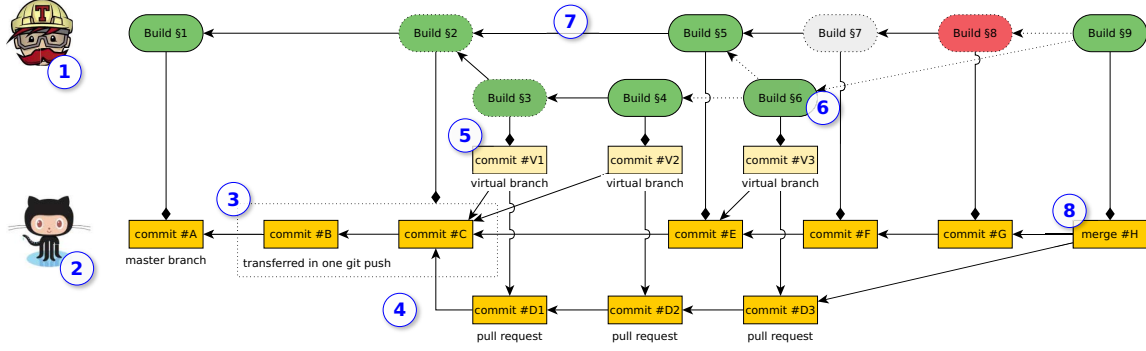 T
1
Build §1
Build §2
7
Build §5
Build §7
Build §8
Build §9
Build §3
Build §4
Build §6
6
5
commit #V1
commit #V2
commit #V3
virtual branch
virtual branch
virtual branch
3
8
2
commit #A
commit #B
commit #C
commit #E
commit #F
commit #G
merge #H
master branch
transferred in one git push
4
commit #D1
commit #D2
commit #D3
pull request
pull request
pull request